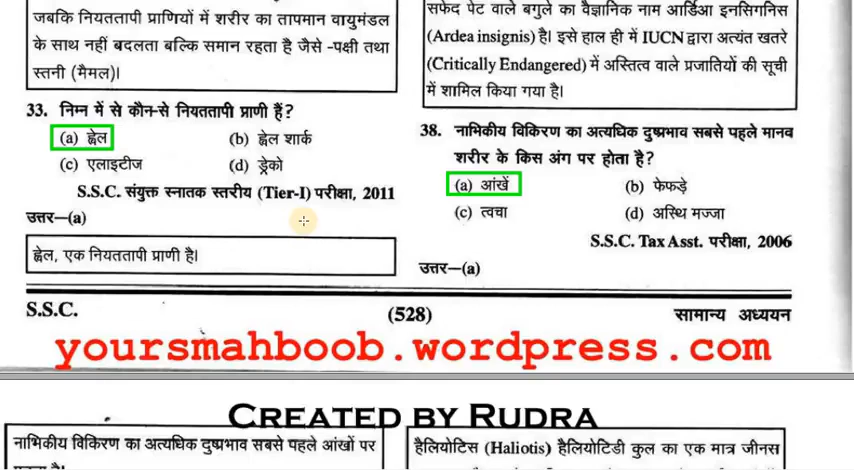 जबकि नियततापी प्राणियों में शरीर का तापमान वायुमंडल
के साथ नहीं बदलता बल्कि समान रहता है जैसे -पक्षी तथा
स्तनी (मैमल)।
33. निम्न में से कौन-से नियततापी प्राणी हैं?
(a) ह्वेल (b) ह्वेल शार्क
(c) एलाइटीज (d) ड्रेको
S.S.C. संयुक्त स्नातक स्तरीय (Tier-I) परीक्षा, 2011
उत्तर—(a)
ह्वेल, एक नियततापी प्राणी है।
सफेद पेट वाले बगुले का वैज्ञानिक नाम आर्डिआ इनसिगनिस
(Ardea insignis) है। इसे हाल ही में IUCN द्वारा अत्यंत खतरे
(Critically Endangered) में अस्तित्व वाले प्रजातियों की सूची
में शामिल किया गया है।
38. नाभिकीय विकिरण का अत्यधिक दुष्प्रभाव सबसे पहले मानव
शरीर के किस अंग पर होता है?
(a) आंखें (b) फेफड़े
(c) त्वचा (d) अस्थि मज्जा
S.S.C. Tax Asst. परीक्षा, 2006
उत्तर—(a)
S.S.C. (528) सामान्य अध्ययन
yoursmahboob.wordpress.com
CREATED BY RUDRA
नाभिकीय विकिरण का अत्यधिक दुष्प्रभाव सबसे पहले आंखों पर
हैलियोटिस (Haliotis) हैलियोटिडी कुल का एक मात्र जीनस